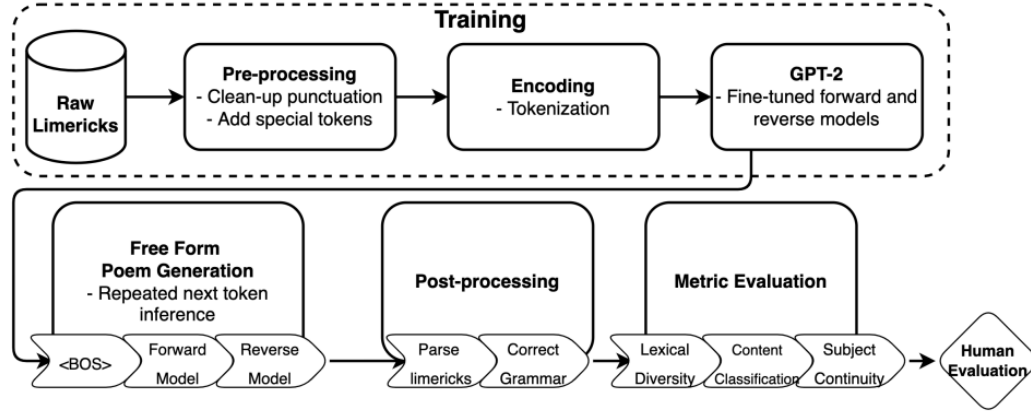 Training
Raw
Limericks
Pre-processing
- Clean-up punctuation
- Add special tokens
Encoding
- Tokenization
GPT-2
- Fine-tuned forward and
reverse models
Free Form
Poem Generation
- Repeated next token
inference
<BOS>
Forward
Model
Reverse
Model
Post-processing
Parse
limericks
Correct
Grammar
Metric Evaluation
Lexical
Diversity
Content
Classification
Subject
Continuity
Human
Evaluation